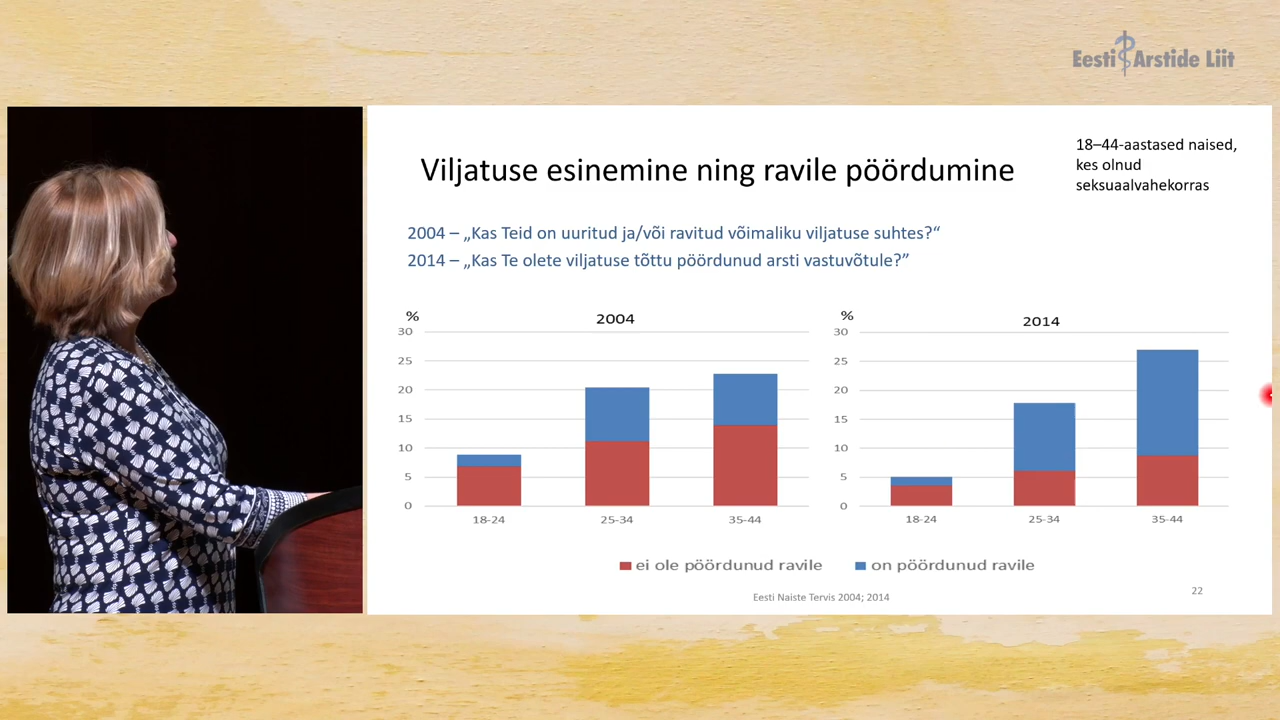 Eesti Arstide Liit
Viljatuse esinemine ning ravile pöördumine
18–44-aastased naised,
kes olnud
seksuaalvahekorras
2004 – „Kas Teid on uuritud ja/või ravitud võimaliku viljatuse suhtes?“
2014 – „Kas Te olete viljatuse tõttu pöördunud arsti vastuvõtule?”
%
2004
30
25
20
15
10
5
0
18-24
25-34
35-44
%
2014
30
25
20
15
10
5
0
18-24
25-34
35-44
ei ole pöördunud ravile
on pöördunud ravile
Eesti Naiste Tervis 2004; 2014
22